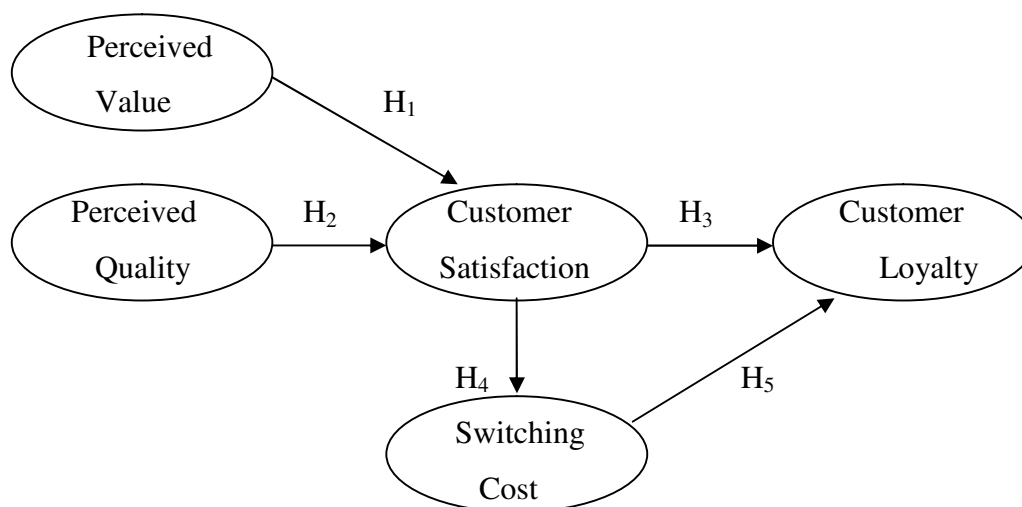 Perceived
Value
H₁
Perceived
Quality
H₂
Customer
Satisfaction
H₃
Customer
Loyalty
H₄
H₅
Switching
Cost